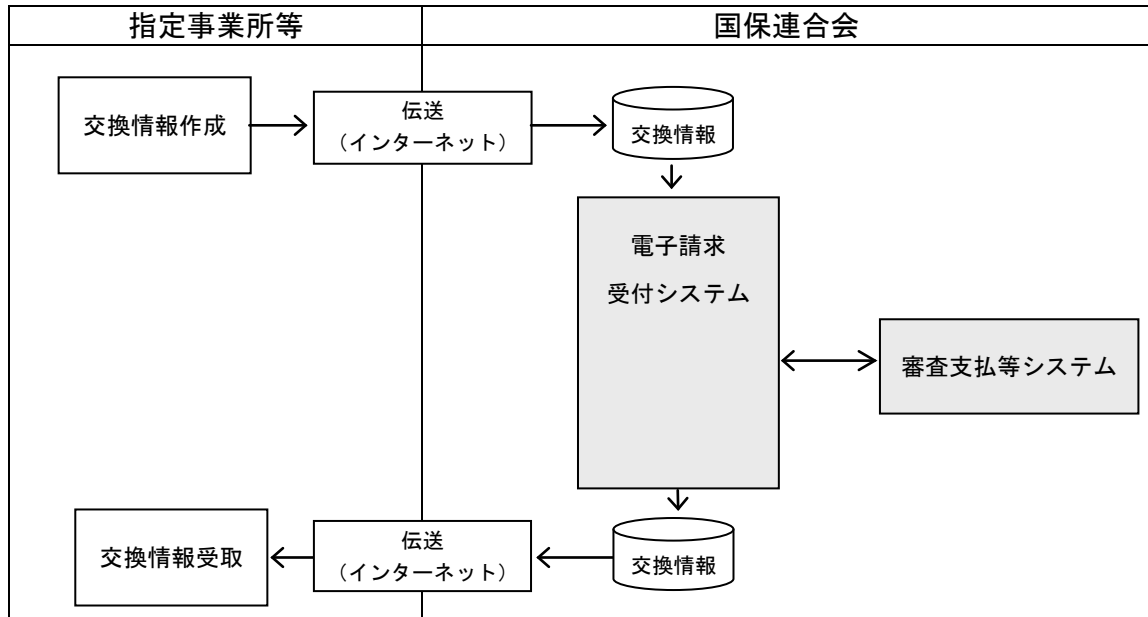 指定事業所等
国保連合会
交換情報作成
伝送
（インターネット）
交換情報
電子請求
受付システム
審査支払等システム
交換情報受取
伝送
（インターネット）
交換情報